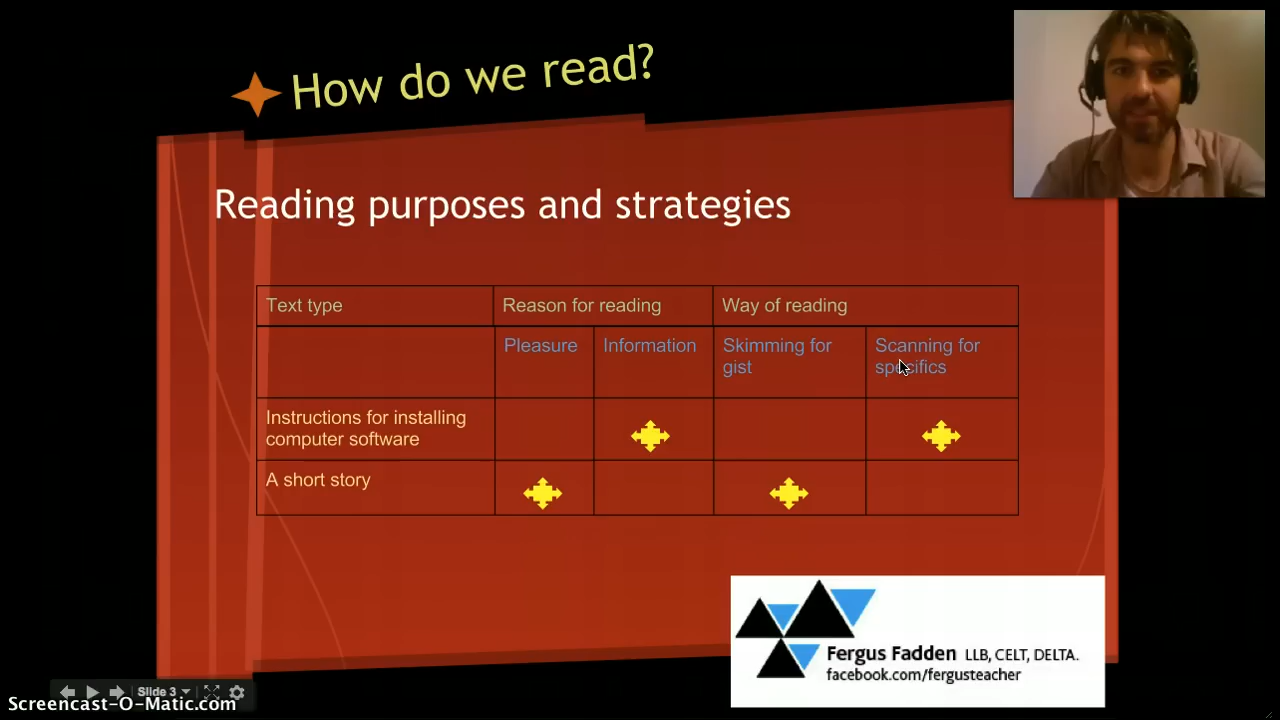 How do we read?
Reading purposes and strategies
Text type Reason for reading Way of reading
Pleasure Information Skimming for gist Scanning for specifics
Instructions for installing computer software
A short story
Fergus Fadden LLB, CELT, DELTA.
facebook.com/fergusteacher
Slide 3
Screencast-O-Matic.com